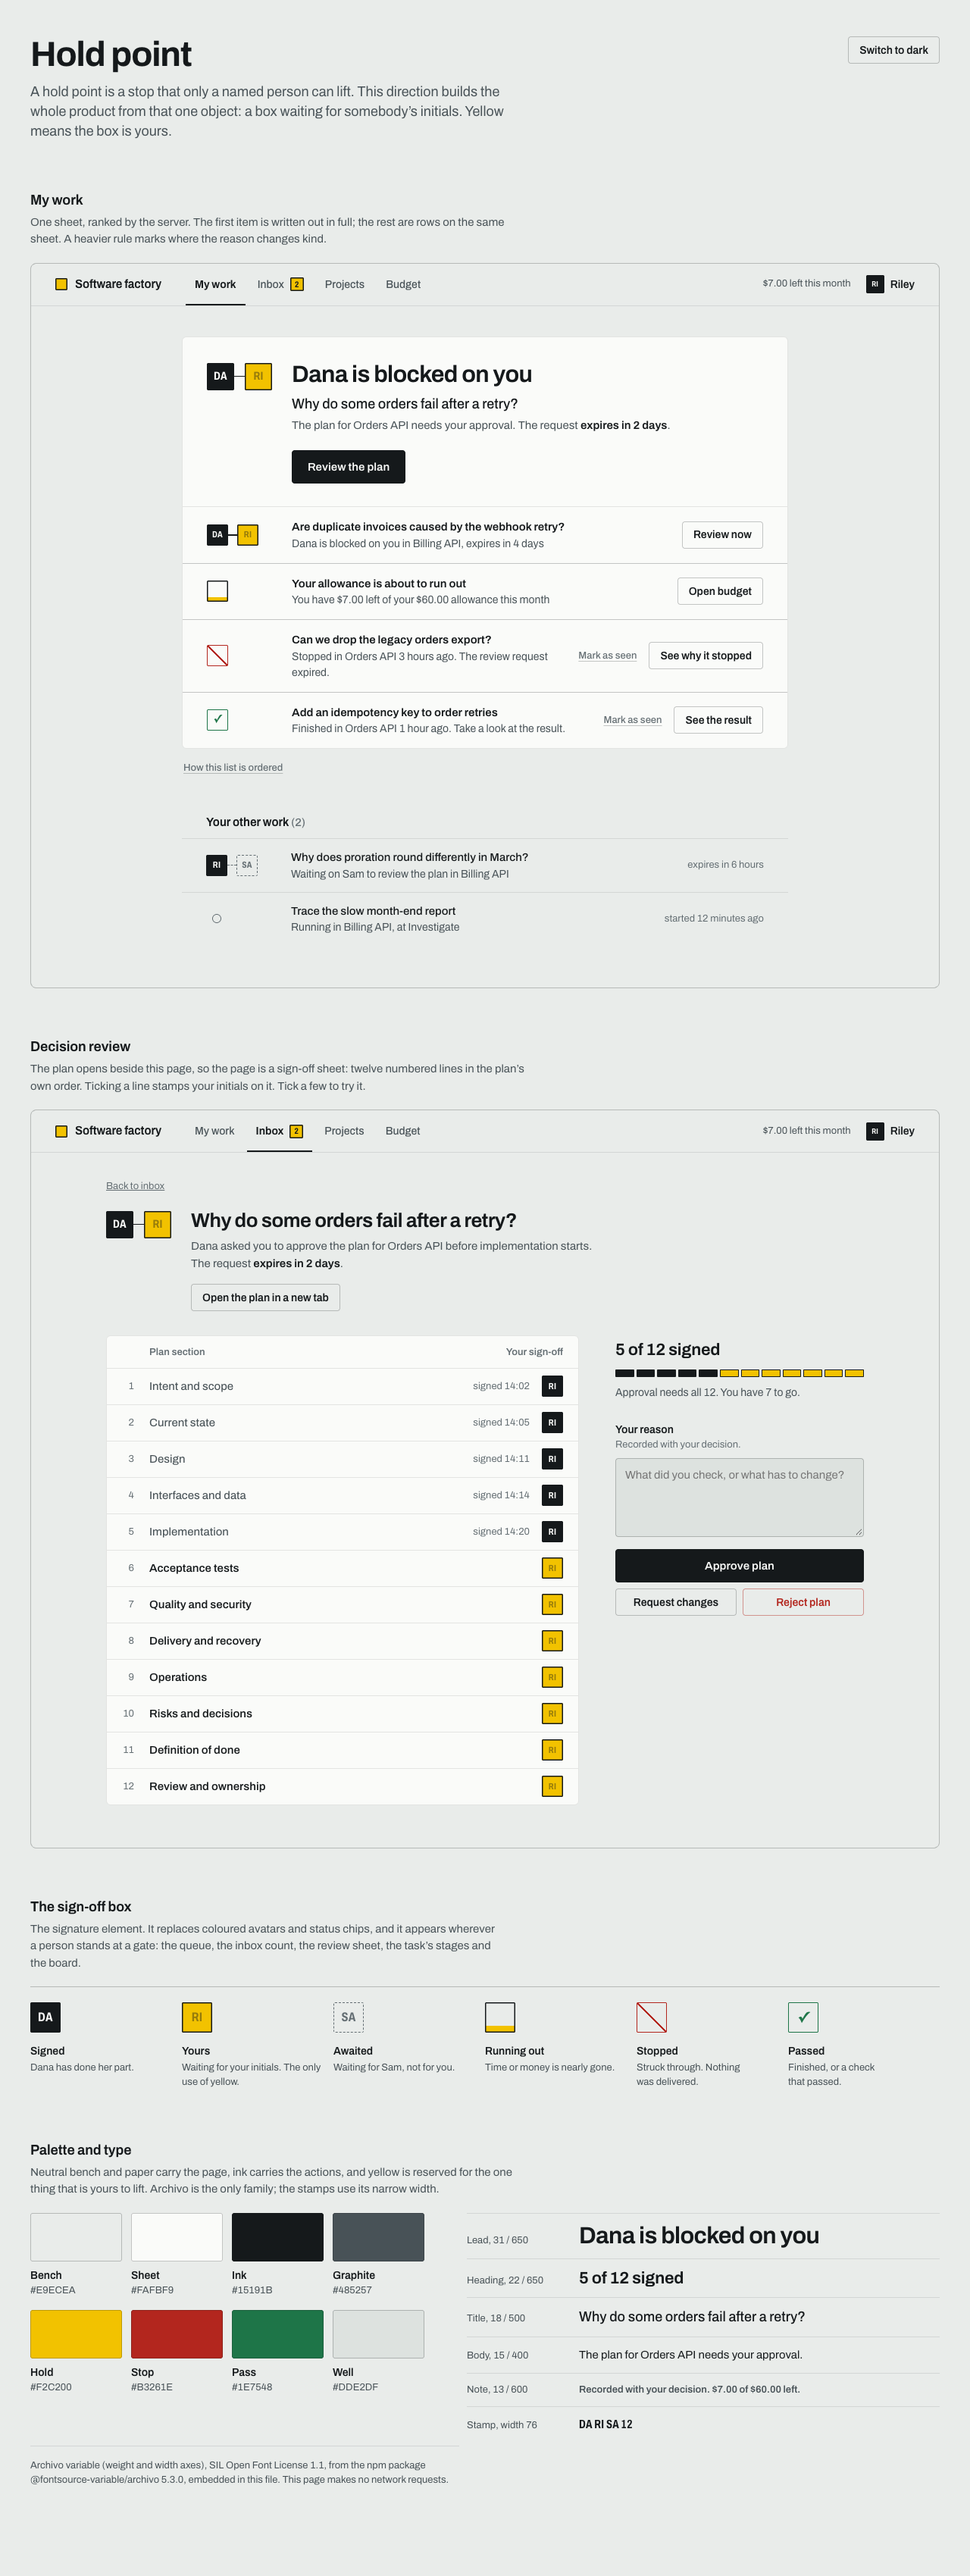 Hold point
Switch to dark
A hold point is a stop that only a named person can lift. This direction builds the
whole product from that one object: a box waiting for somebody’s initials. Yellow
means the box is yours.
My work
One sheet, ranked by the server. The first item is written out in full; the rest are rows on the same
sheet. A heavier rule marks where the reason changes kind.
Software factory
My work
Inbox 2
Projects
Budget
$7.00 left this month
RI Riley
DA RI
Dana is blocked on you
Why do some orders fail after a retry?
The plan for Orders API needs your approval. The request expires in 2 days.
Review the plan
DA RI
Are duplicate invoices caused by the webhook retry?
Dana is blocked on you in Billing API, expires in 4 days
Review now
Your allowance is about to run out
You have $7.00 left of your $60.00 allowance this month
Open budget
Can we drop the legacy orders export?
Stopped in Orders API 3 hours ago. The review request
expired.
Mark as seen
See why it stopped
Add an idempotency key to order retries
Finished in Orders API 1 hour ago. Take a look at the result.
Mark as seen
See the result
How this list is ordered
Your other work (2)
RI SA
Why does proration round differently in March?
Waiting on Sam to review the plan in Billing API
expires in 6 hours
Trace the slow month-end report
Running in Billing API, at Investigate
started 12 minutes ago
Decision review
The plan opens beside this page, so the page is a sign-off sheet: twelve numbered lines in the plan’s
own order. Ticking a line stamps your initials on it. Tick a few to try it.
Software factory
My work
Inbox 2
Projects
Budget
$7.00 left this month
RI Riley
Back to inbox
DA RI
Why do some orders fail after a retry?
Dana asked you to approve the plan for Orders API before implementation starts.
The request expires in 2 days.
Open the plan in a new tab
Plan section
Your sign-off
1 Intent and scope signed 14:02 RI
2 Current state signed 14:05 RI
3 Design signed 14:11 RI
4 Interfaces and data signed 14:14 RI
5 Implementation signed 14:20 RI
6 Acceptance tests RI
7 Quality and security RI
8 Delivery and recovery RI
9 Operations RI
10 Risks and decisions RI
11 Definition of done RI
12 Review and ownership RI
5 of 12 signed
Approval needs all 12. You have 7 to go.
Your reason
Recorded with your decision.
What did you check, or what has to change?
Approve plan
Request changes
Reject plan
The sign-off box
The signature element. It replaces coloured avatars and status chips, and it appears wherever
a person stands at a gate: the queue, the inbox count, the review sheet, the task’s stages and
the board.
DA
Signed
Dana has done her part.
RI
Yours
Waiting for your initials. The only
use of yellow.
SA
Awaited
Waiting for Sam, not for you.
Running out
Time or money is nearly gone.
Stopped
Struck through. Nothing
was delivered.
Passed
Finished, or a check
that passed.
Palette and type
Neutral bench and paper carry the page, ink carries the actions, and yellow is reserved for the one
thing that is yours to lift. Archivo is the only family; the stamps use its narrow width.
Bench
#E9ECEA
Sheet
#FAFBF9
Ink
#15191B
Graphite
#485257
Hold
#F2C200
Stop
#B3261E
Pass
#1E7548
Well
#DDE2DF
Lead, 31 / 650
Dana is blocked on you
Heading, 22 / 650
5 of 12 signed
Title, 18 / 500
Why do some orders fail after a retry?
Body, 15 / 400
The plan for Orders API needs your approval.
Note, 13 / 600
Recorded with your decision. $7.00 of $60.00 left.
Stamp, width 76
DA RI SA 12
Archivo variable (weight and width axes), SIL Open Font License 1.1, from the npm package
@fontsource-variable/archivo 5.3.0, embedded in this file. This page makes no network requests.